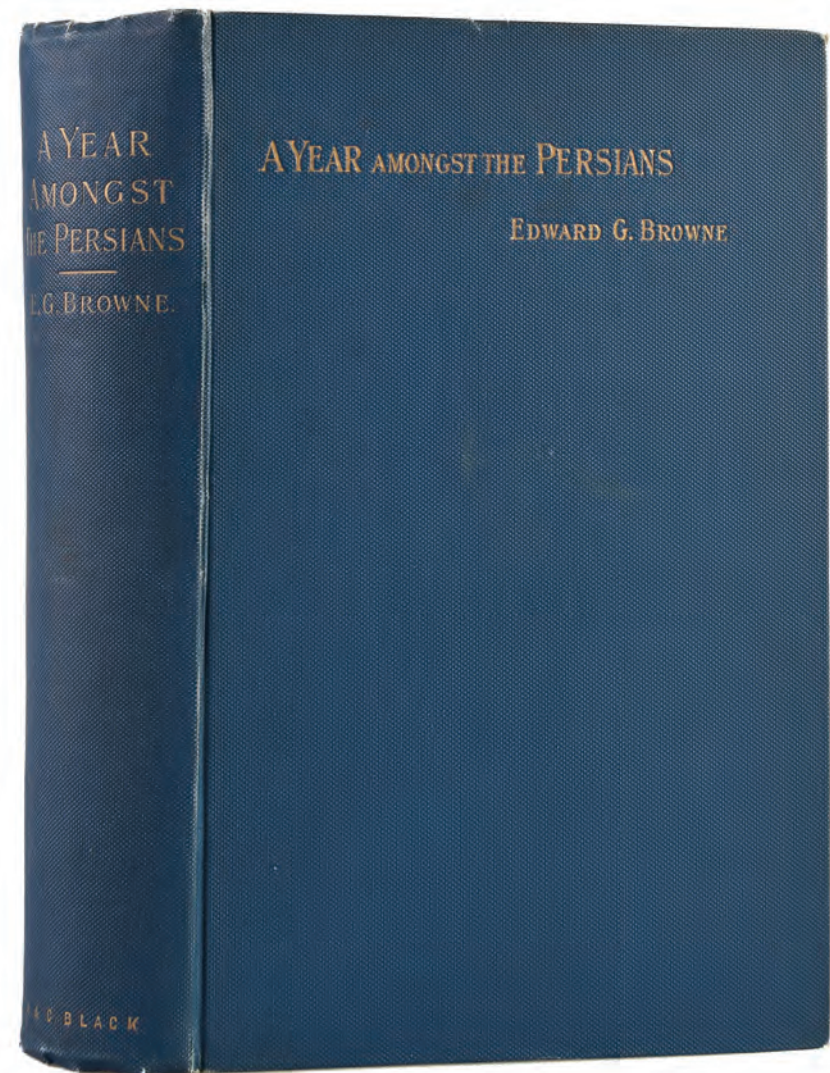 A YEAR
AMONGST
THE PERSIANS
E.G. BROWNE.
A & C BLACK
A YEAR AMONGST THE PERSIANS
EDWARD G. BROWNE